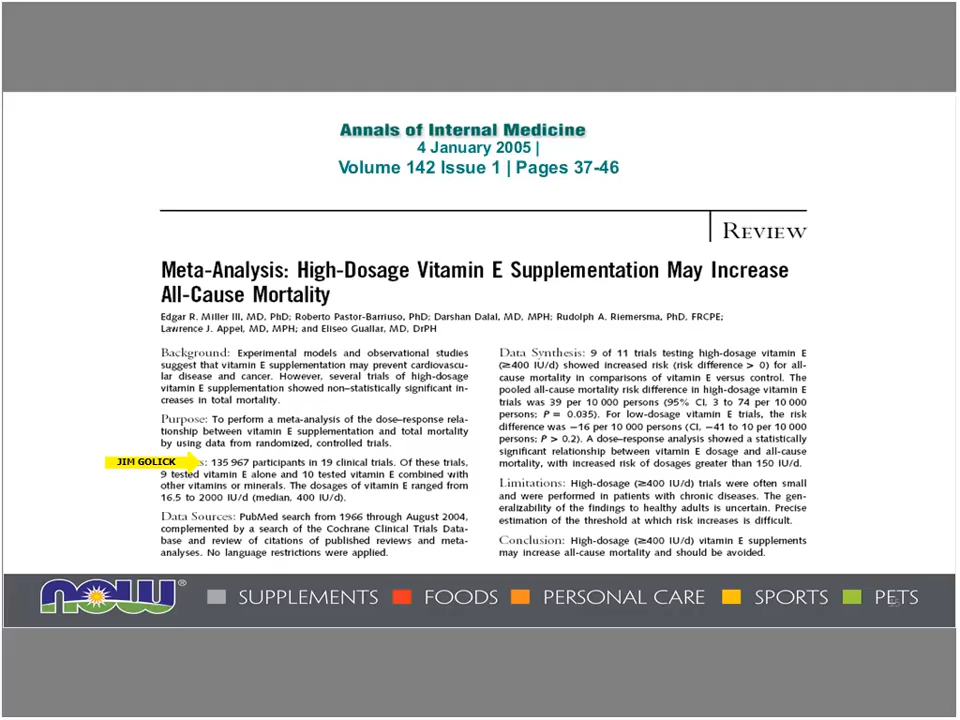 Annals of Internal Medicine
4 January 2005 |
Volume 142 Issue 1 | Pages 37-46
REVIEW
Meta-Analysis: High-Dosage Vitamin E Supplementation May Increase
All-Cause Mortality
Edgar R. Miller III, MD, PhD; Roberto Pastor-Barriuso, PhD; Darshan Dalal, MD, MPH; Rudolph A. Riemersma, PhD, FRCPE;
Lawrence J. Appel, MD, MPH; and Eliseo Guallar, MD, DrPH
Background: Experimental models and observational studies
suggest that vitamin E supplementation may prevent cardiovascu-
lar disease and cancer. However, several trials of high-dosage
vitamin E supplementation showed non–statistically significant in-
creases in total mortality.
Purpose: To perform a meta-analysis of the dose–response rela-
tionship between vitamin E supplementation and total mortality
by using data from randomized, controlled trials.
JIM GOLICK
s: 135 967 participants in 19 clinical trials. Of these trials,
9 tested vitamin E alone and 10 tested vitamin E combined with
other vitamins or minerals. The dosages of vitamin E ranged from
16.5 to 2000 IU/d (median, 400 IU/d).
Data Sources: PubMed search from 1966 through August 2004,
complemented by a search of the Cochrane Clinical Trials Data-
base and review of citations of published reviews and meta-
analyses. No language restrictions were applied.
Data Synthesis: 9 of 11 trials testing high-dosage vitamin E
(≥400 IU/d) showed increased risk (risk difference > 0) for all-
cause mortality in comparisons of vitamin E versus control. The
pooled all-cause mortality risk difference in high-dosage vitamin E
trials was 39 per 10 000 persons (95% CI, 3 to 74 per 10 000
persons; P = 0.035). For low-dosage vitamin E trials, the risk
difference was −16 per 10 000 persons (CI, −41 to 10 per 10 000
persons; P > 0.2). A dose–response analysis showed a statistically
significant relationship between vitamin E dosage and all-cause
mortality, with increased risk of dosages greater than 150 IU/d.
Limitations: High-dosage (≥400 IU/d) trials were often small
and were performed in patients with chronic diseases. The gen-
eralizability of the findings to healthy adults is uncertain. Precise
estimation of the threshold at which risk increases is difficult.
Conclusion: High-dosage (≥400 IU/d) vitamin E supplements
may increase all-cause mortality and should be avoided.
NOW® SUPPLEMENTS FOODS PERSONAL CARE SPORTS PETS